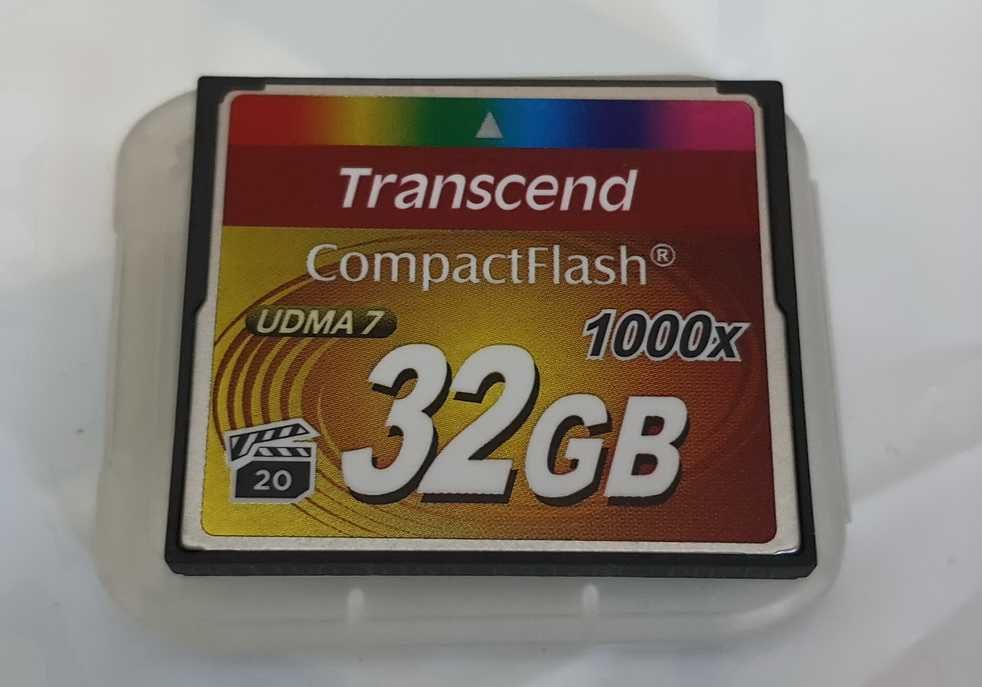 Transcend
CompactFlash®
UDMA 7
1000x
32GB
20